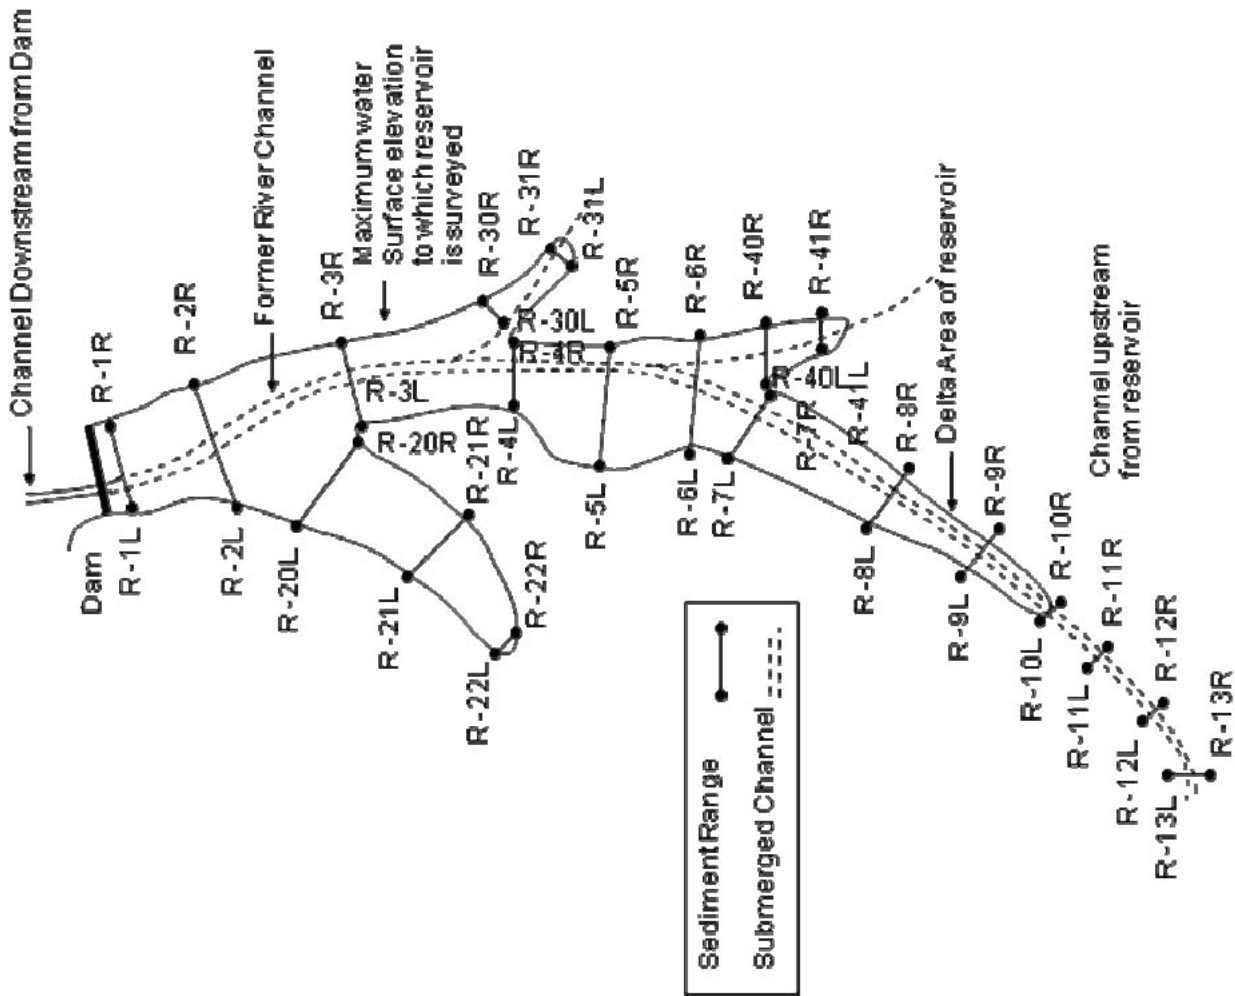 Channel Downstream from Dam
Dam
R-1R
R-1L
R-2R
R-2L
Former River Channel
R-3R
R-3L
Maximum water
Surface elevation
to which reservoir
is surveyed
R-20R
R-20L
R-21R
R-21L
R-22R
R-22L
R-30R
R-30L
R-31R
R-31L
R-4R
R-4L
R-5R
R-5L
R-6R
R-6L
R-40R
R-40LL
R-41R
R-41L
R-7R
R-7L
R-8R
R-8L
Delta Area of reservoir
R-9R
R-9L
Channel upstream
from reservoir
R-10R
R-10L
R-11R
R-11L
R-12R
R-12L
R-13R
R-13L
Sediment Range
Submerged Channel